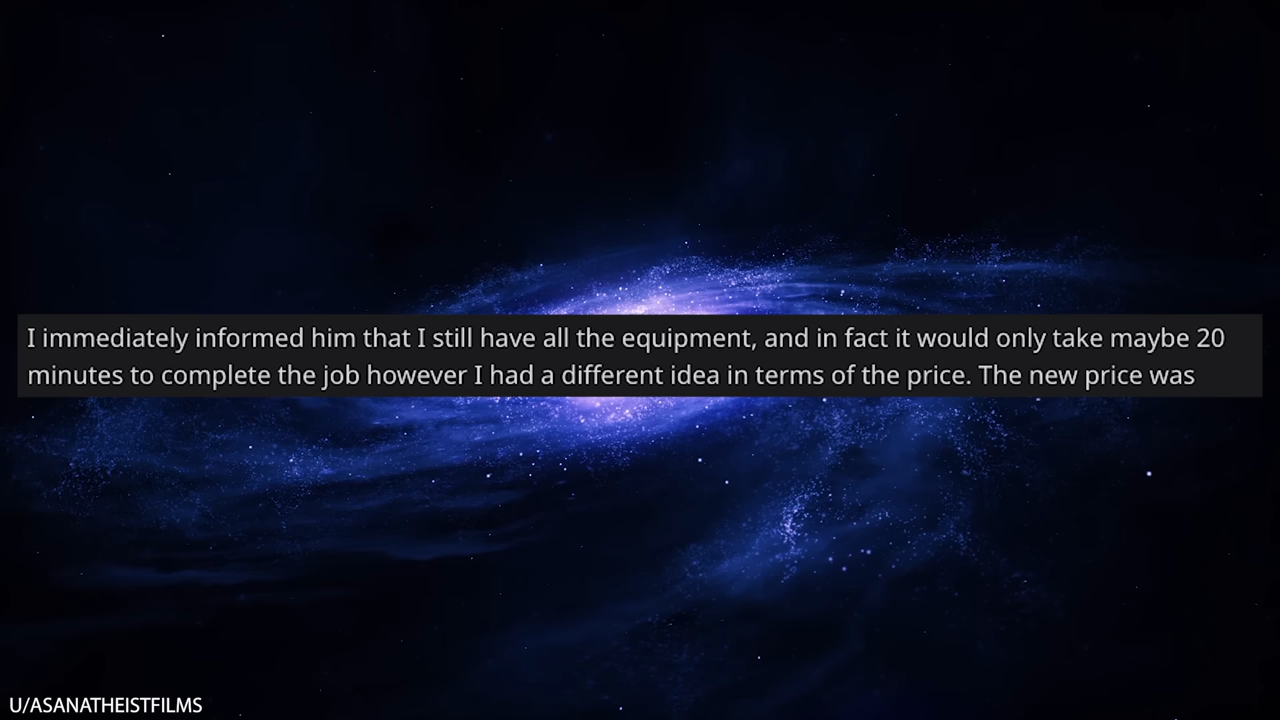 I immediately informed him that I still have all the equipment, and in fact it would only take maybe 20
minutes to complete the job however I had a different idea in terms of the price. The new price was
U/ASANATHEISTFILMS